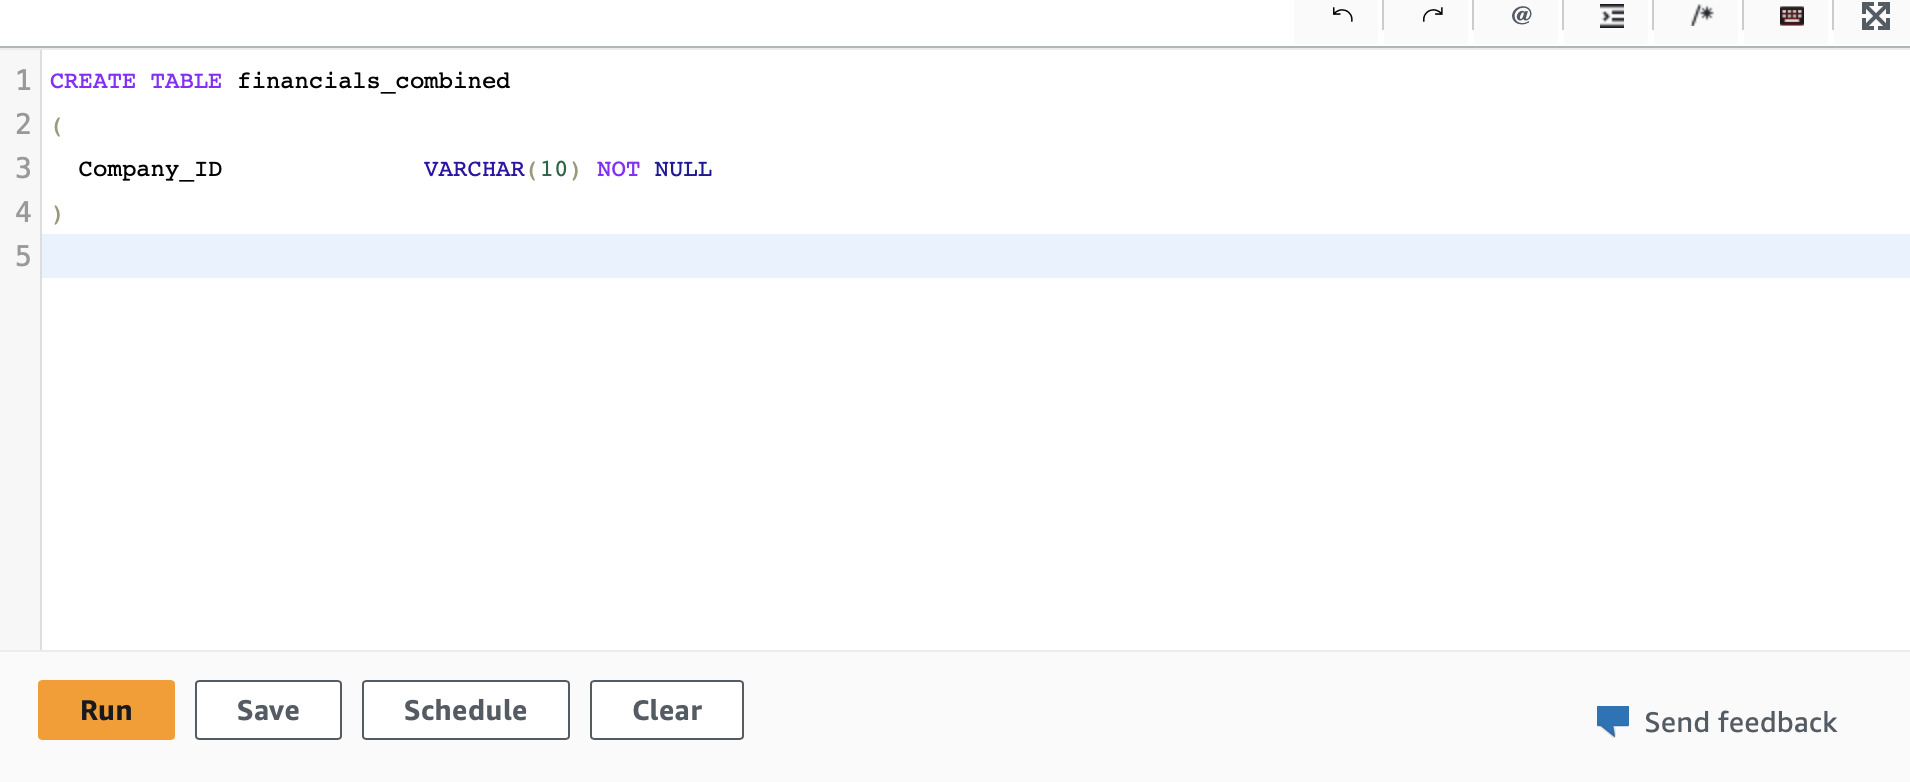 @ /*
1 CREATE TABLE financials_combined
2 (
3 Company_ID VARCHAR(10) NOT NULL
4 )
5
Run Save Schedule Clear Send feedback